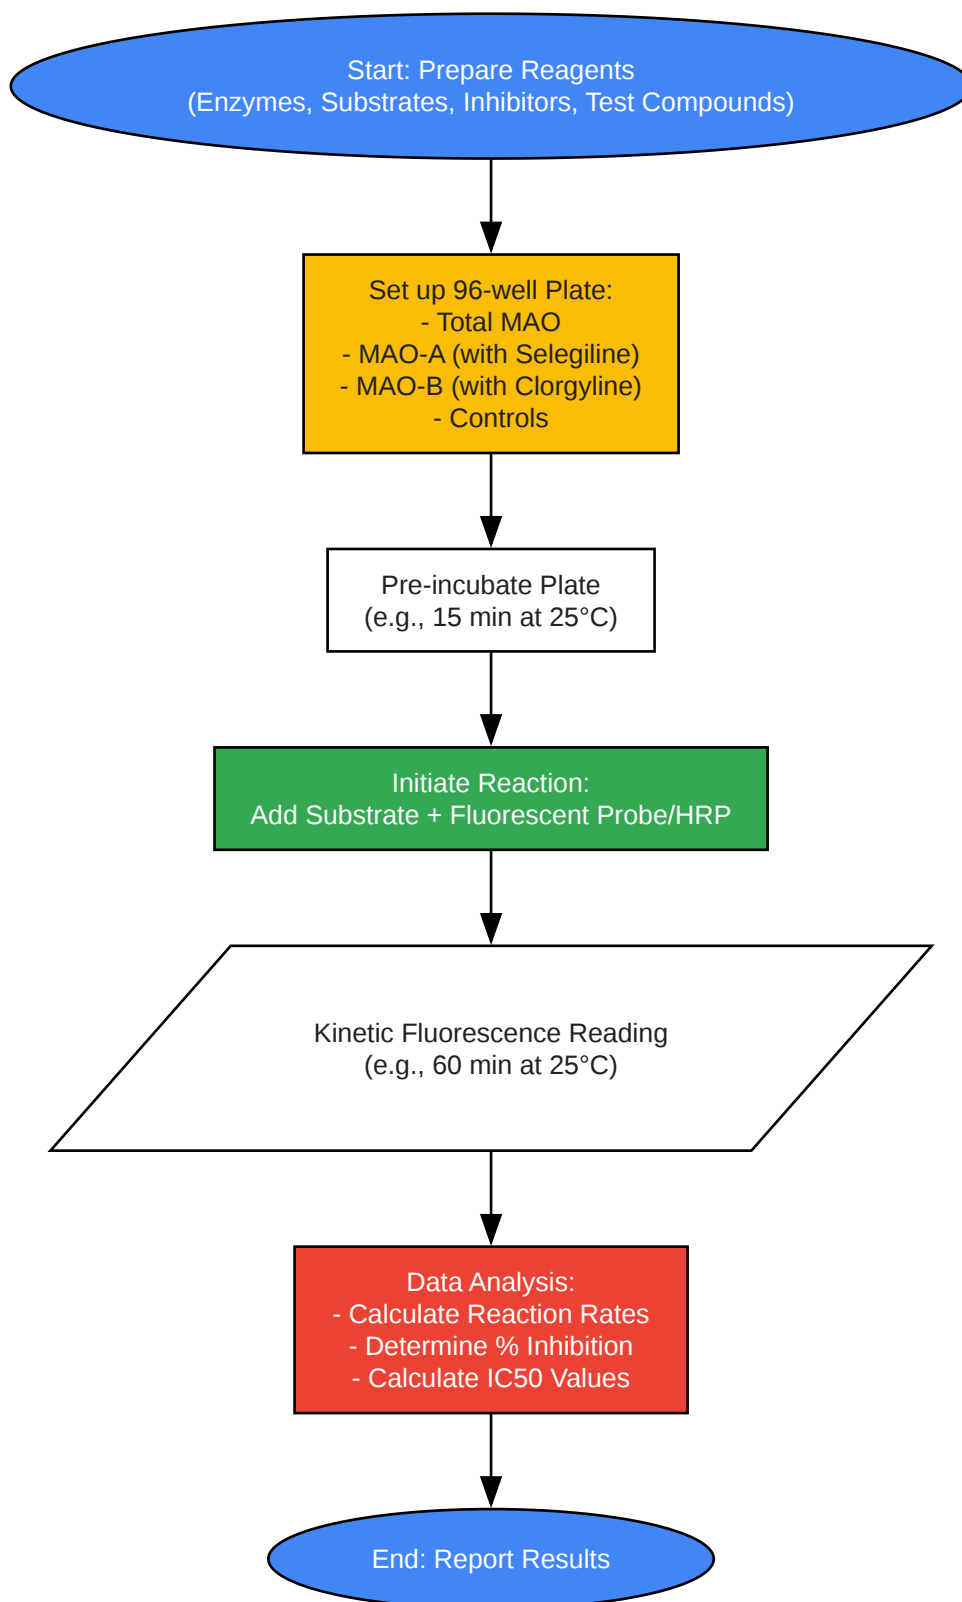 Start: Prepare Reagents
(Enzymes, Substrates, Inhibitors, Test Compounds)
Set up 96-well Plate:
- Total MAO
- MAO-A (with Selegiline)
- MAO-B (with Clorgyline)
- Controls
Pre-incubate Plate
(e.g., 15 min at 25°C)
Initiate Reaction:
Add Substrate + Fluorescent Probe/HRP
Kinetic Fluorescence Reading
(e.g., 60 min at 25°C)
Data Analysis:
- Calculate Reaction Rates
- Determine % Inhibition
- Calculate IC50 Values
End: Report Results